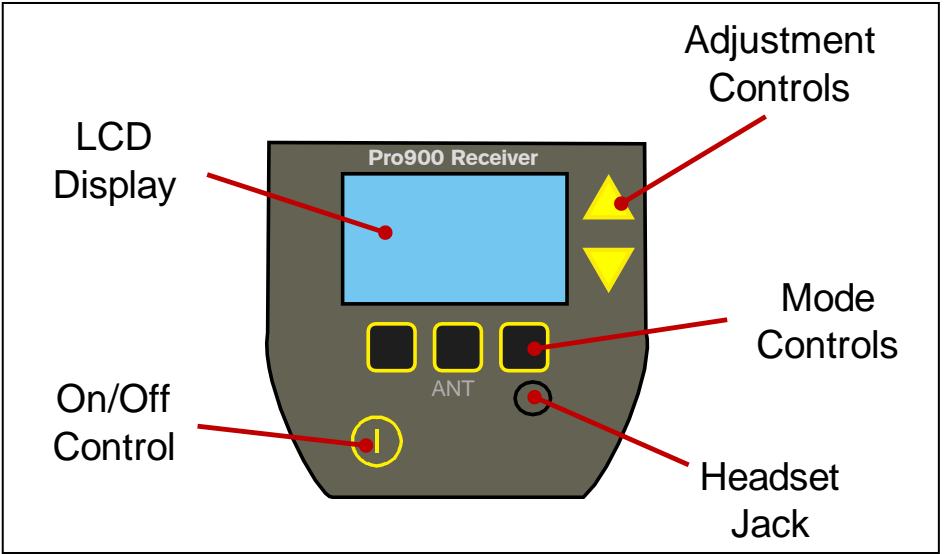 Adjustment
Controls
LCD
Display
Pro900 Receiver
Mode
Controls
ANT
On/Off
Control
Headset
Jack